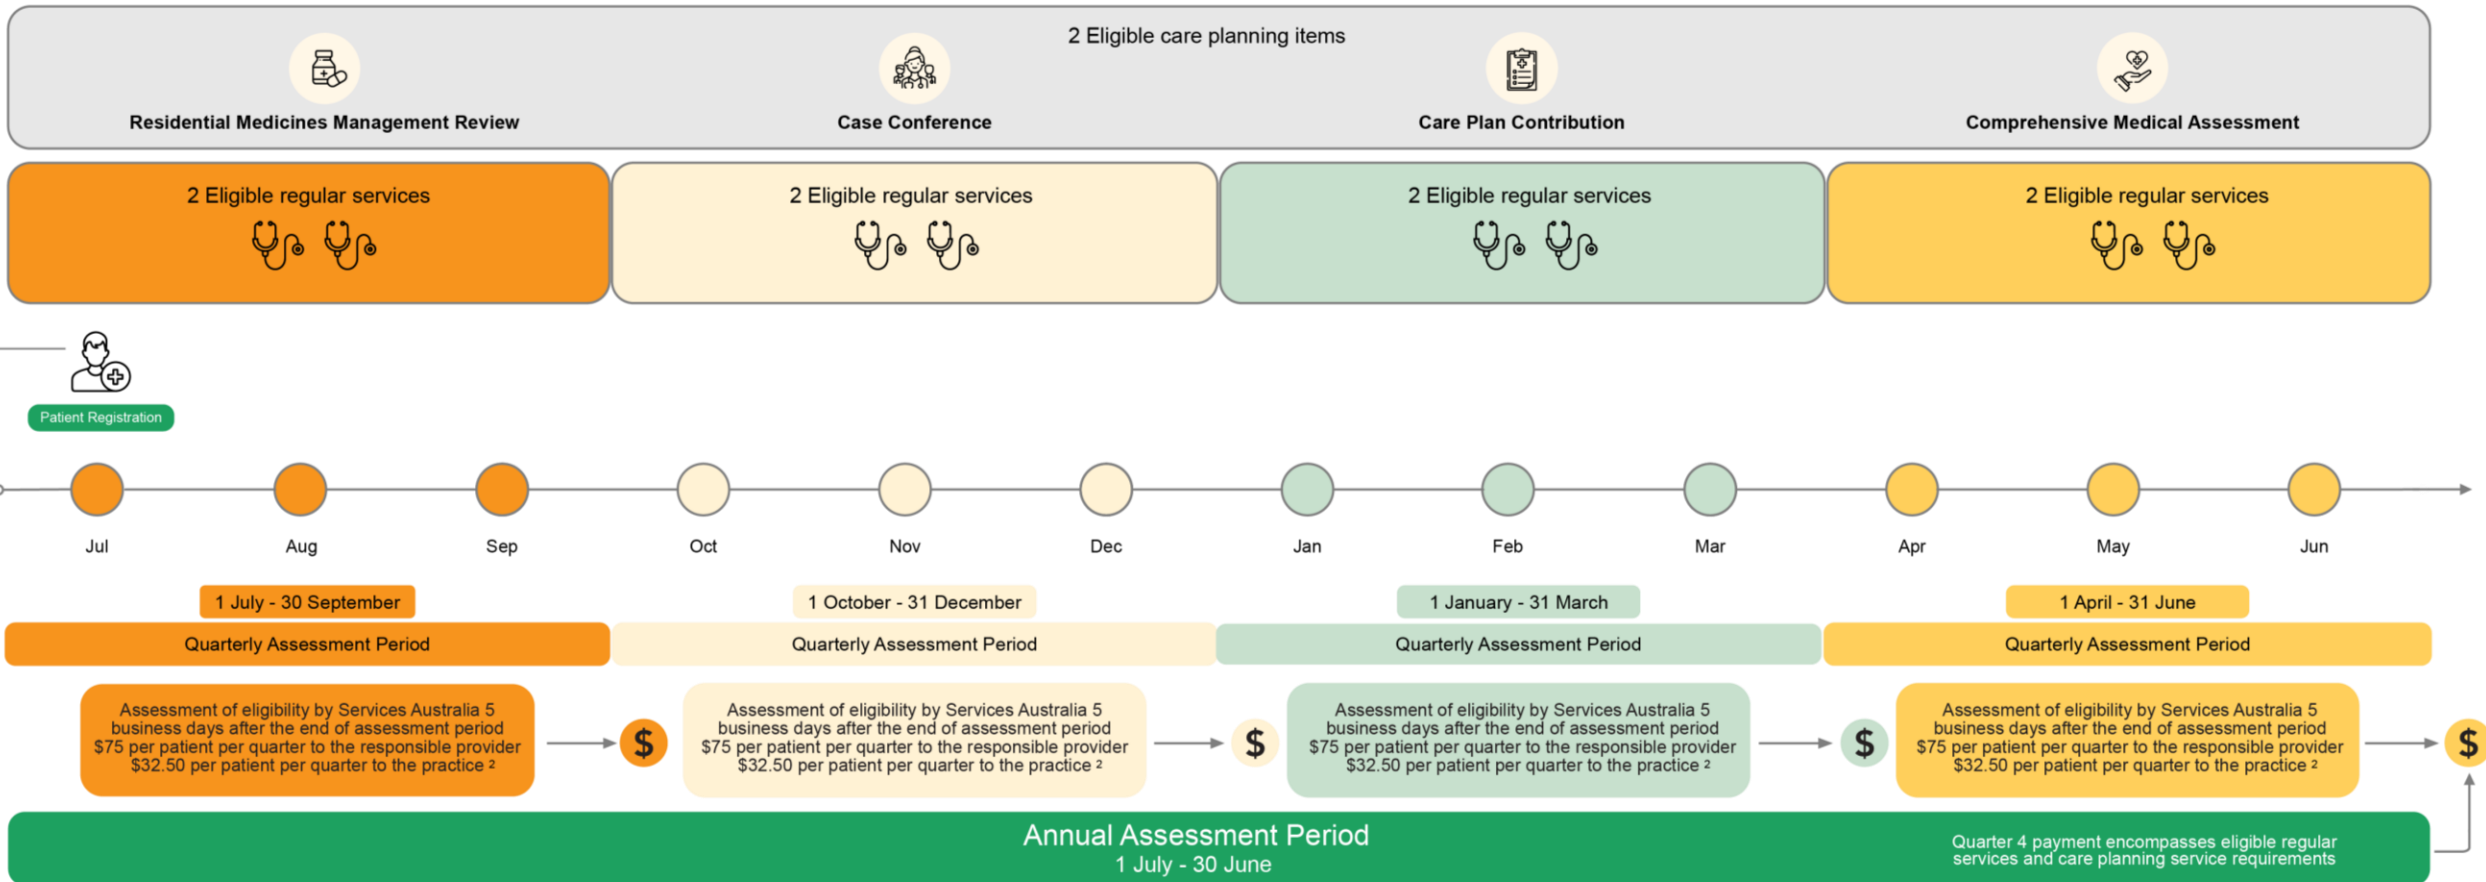 2 Eligible care planning items
Residential Medicines Management Review
Case Conference
Care Plan Contribution
Comprehensive Medical Assessment
2 Eligible regular services
2 Eligible regular services
2 Eligible regular services
2 Eligible regular services
Patient Registration
Jul
Aug
Sep
Oct
Nov
Dec
Jan
Feb
Mar
Apr
May
Jun
1 July - 30 September
1 October - 31 December
1 January - 31 March
1 April - 31 June
Quarterly Assessment Period
Quarterly Assessment Period
Quarterly Assessment Period
Quarterly Assessment Period
Assessment of eligibility by Services Australia 5
business days after the end of assessment period
$75 per patient per quarter to the responsible provider
$32.50 per patient per quarter to the practice ²
$
Assessment of eligibility by Services Australia 5
business days after the end of assessment period
$75 per patient per quarter to the responsible provider
$32.50 per patient per quarter to the practice ²
$
Assessment of eligibility by Services Australia 5
business days after the end of assessment period
$75 per patient per quarter to the responsible provider
$32.50 per patient per quarter to the practice ²
$
Assessment of eligibility by Services Australia 5
business days after the end of assessment period
$75 per patient per quarter to the responsible provider
$32.50 per patient per quarter to the practice ²
$
Annual Assessment Period
1 July - 30 June
Quarter 4 payment encompasses eligible regular
services and care planning service requirements